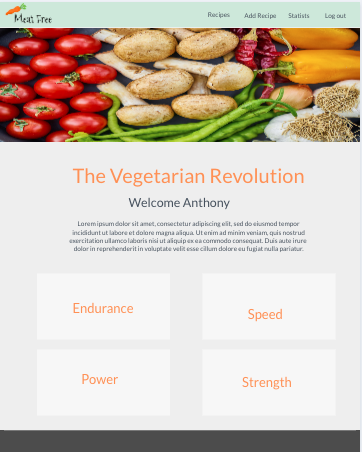 Meat Free
Recipes Add Recipe Statists Log out
The Vegetarian Revolution
Welcome Anthony
Lorem ipsum dolor sit amet, consectetur adipiscing elit, sed do eiusmod tempor
incididunt ut labore et dolore magna aliqua. Ut enim ad minim veniam, quis nostrud
exercitation ullamco laboris nisi ut aliquip ex ea commodo consequat. Duis aute irure
dolor in reprehenderit in voluptate velit esse cillum dolore eu fugiat nulla pariatur.
Endurance
Speed
Power
Strength